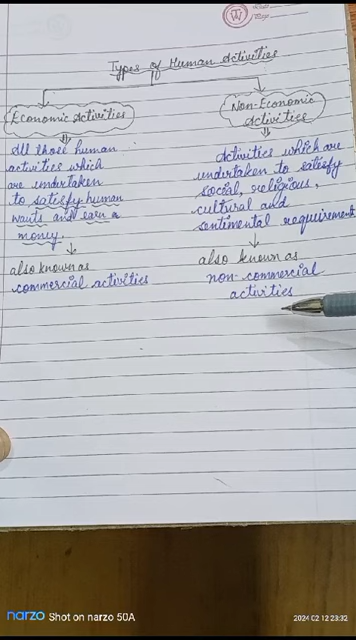 Types of Human Activities
Economic Activities
All those human
activities which
are undertaken
to satisfy human
wants and earn a
money.
also known as
commercial activities
Non-Economic
Activities
Activities which are
undertaken to satisfy
social, religious,
cultural and
sentimental requirement
also known as
non-commercial
activities
narzo Shot on narzo 50A
2024 02 12 23:32